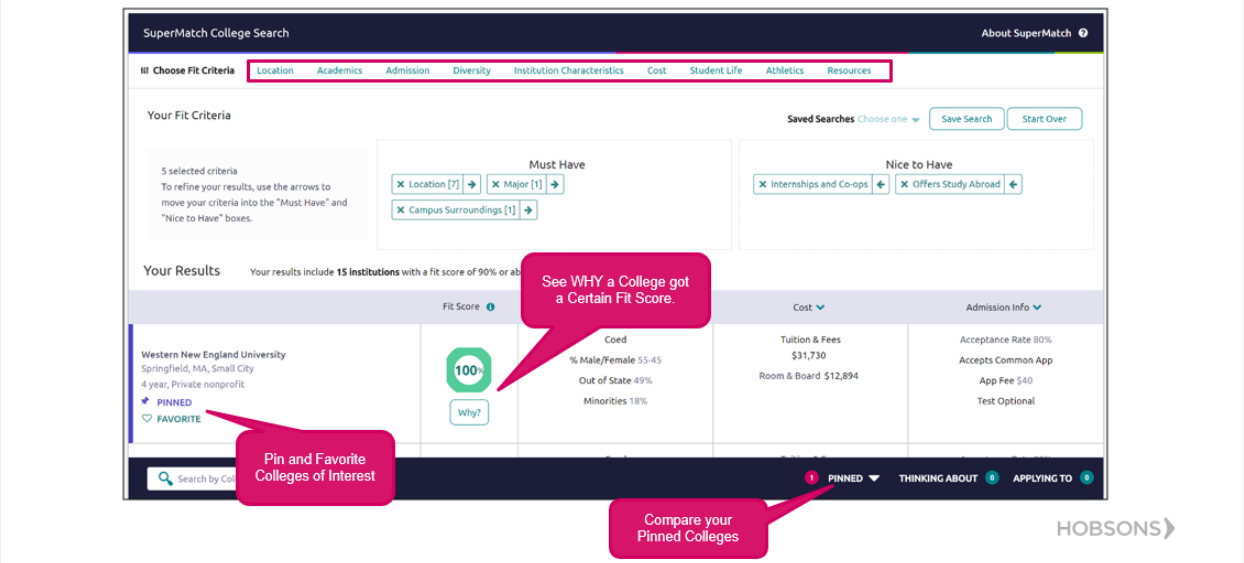 SuperMatch College Search
About SuperMatch ?
Choose Fit Criteria Location Academics Admission Diversity Institution Characteristics Cost Student Life Athletics Resources
Your Fit Criteria
Saved Searches Choose one Save Search Start Over
5 selected criteria
To refine your results, use the arrows to
move your criteria into the "Must Have" and
"Nice to Have" boxes.
Must Have
× Location [7] → × Major [1] →
× Campus Surroundings [1] →
Nice to Have
× Internships and Co-ops ← × Offers Study Abroad ←
Your Results
Your results include 15 institutions with a fit score of 90% or
See WHY a College got
a Certain Fit Score.
Fit Score
Cost
Admission Info
Western New England University
Springfield, MA, Small City
4 year, Private nonprofit
PINNED
FAVORITE
100%
Why?
Coed
% Male/Female 55-45
Out of State 49%
Minorities 18%
Tuition & Fees
$31,730
Room & Board $12,894
Acceptance Rate 80%
Accepts Common App
App Fee $40
Test Optional
Pin and Favorite
Colleges of Interest
Search by
1 PINNED THINKING ABOUT 0 APPLYING TO 0
Compare your
Pinned Colleges
HOBSONS